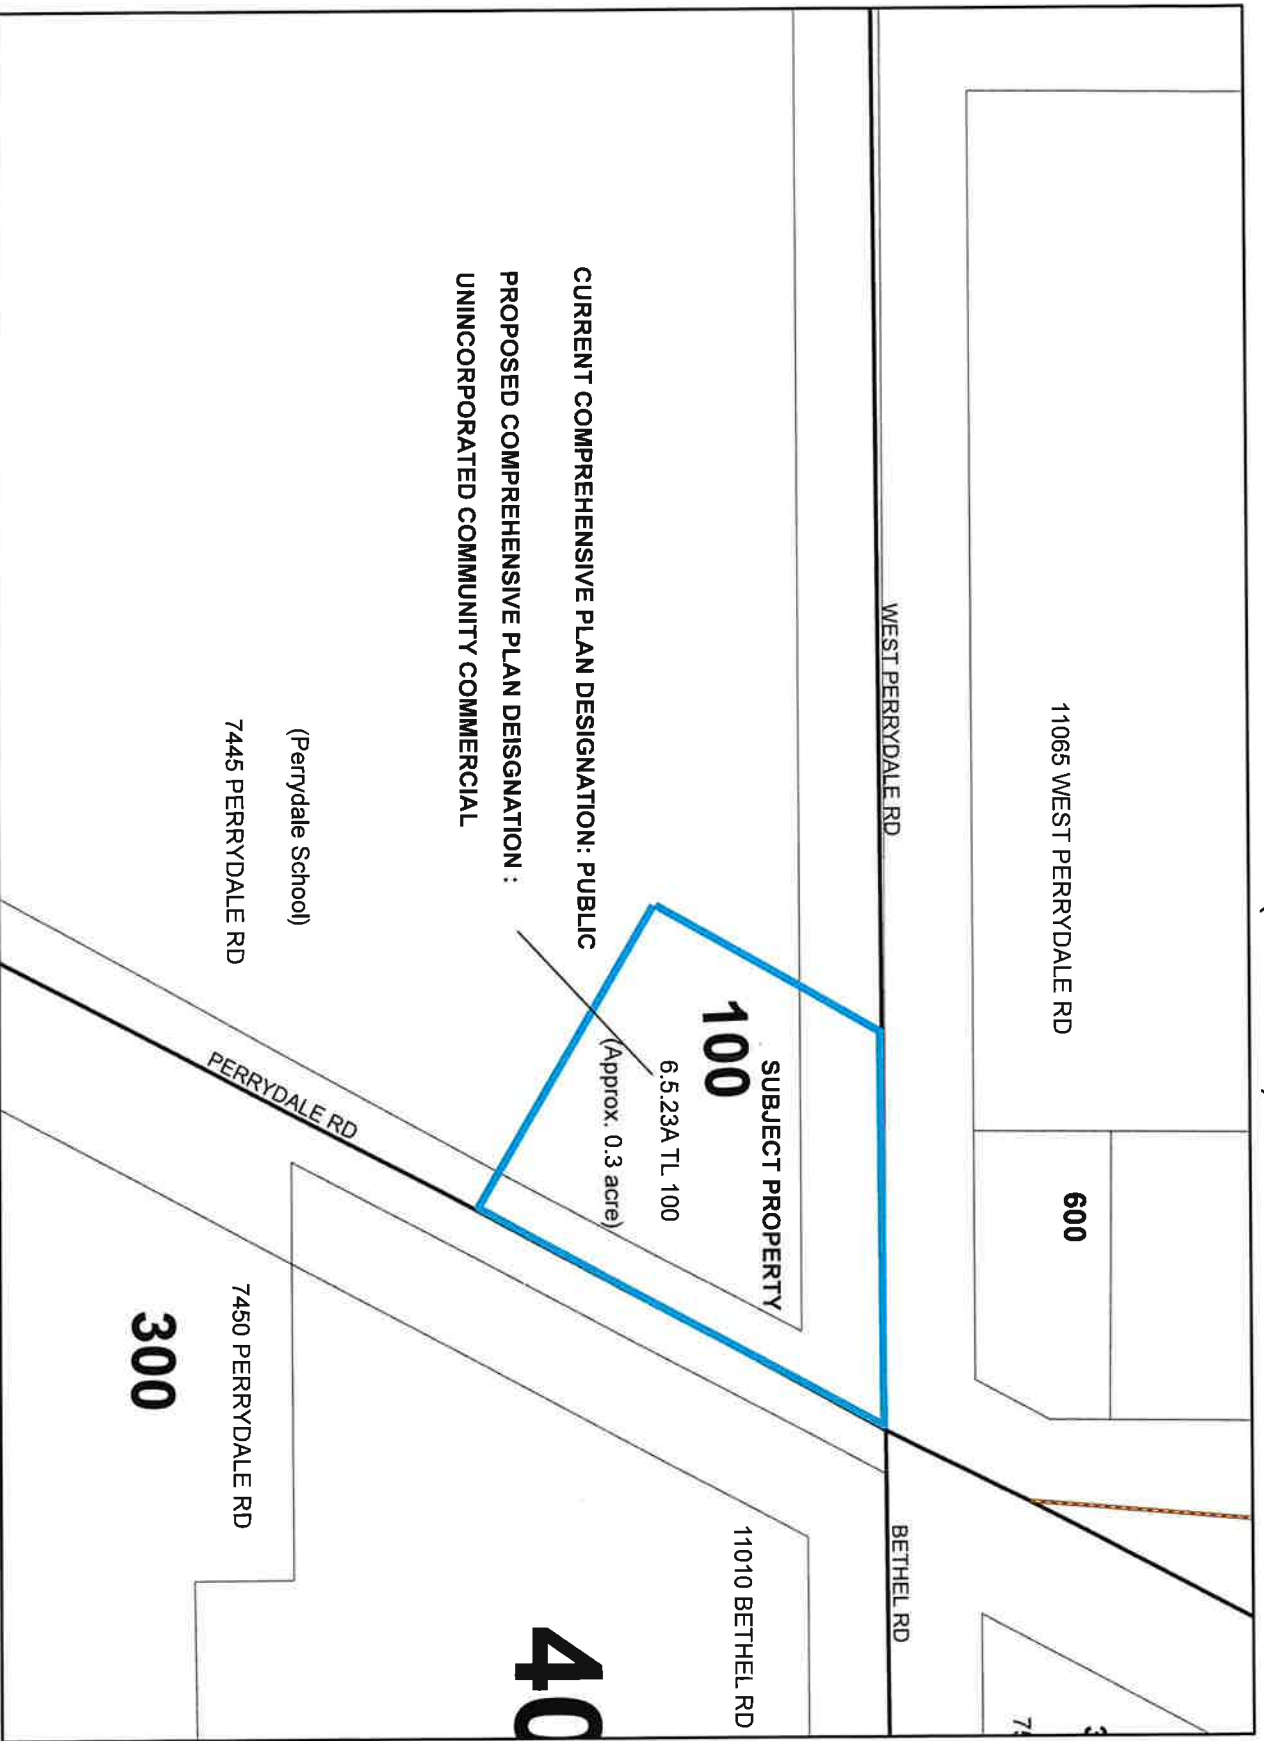 11065 WEST PERRYDALE RD
600
WEST PERRYDALE RD
BETHEL RD
SUBJECT PROPERTY
100
6.5.23A TL 100
(Approx. 0.3 acre)
11010 BETHEL RD
40
CURRENT COMPREHENSIVE PLAN DESIGNATION: PUBLIC
PROPOSED COMPREHENSIVE PLAN DEISGNATION :
UNINCORPORATED COMMUNITY COMMERCIAL
(Perrydale School)
7445 PERRYDALE RD
PERRYDALE RD
7450 PERRYDALE RD
300